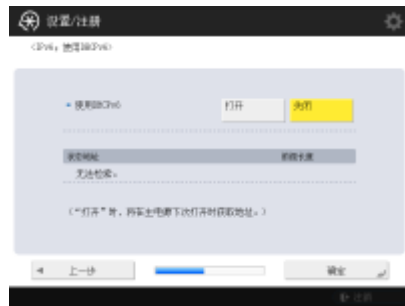 设置/注册
<IPv6: 使用DHCPv6>
使用DHCPv6
打开
关闭
状态地址
前缀长度
无法检索。
("打开"时，将在主电源下次打开时获取地址。)
上一步
确定
注销